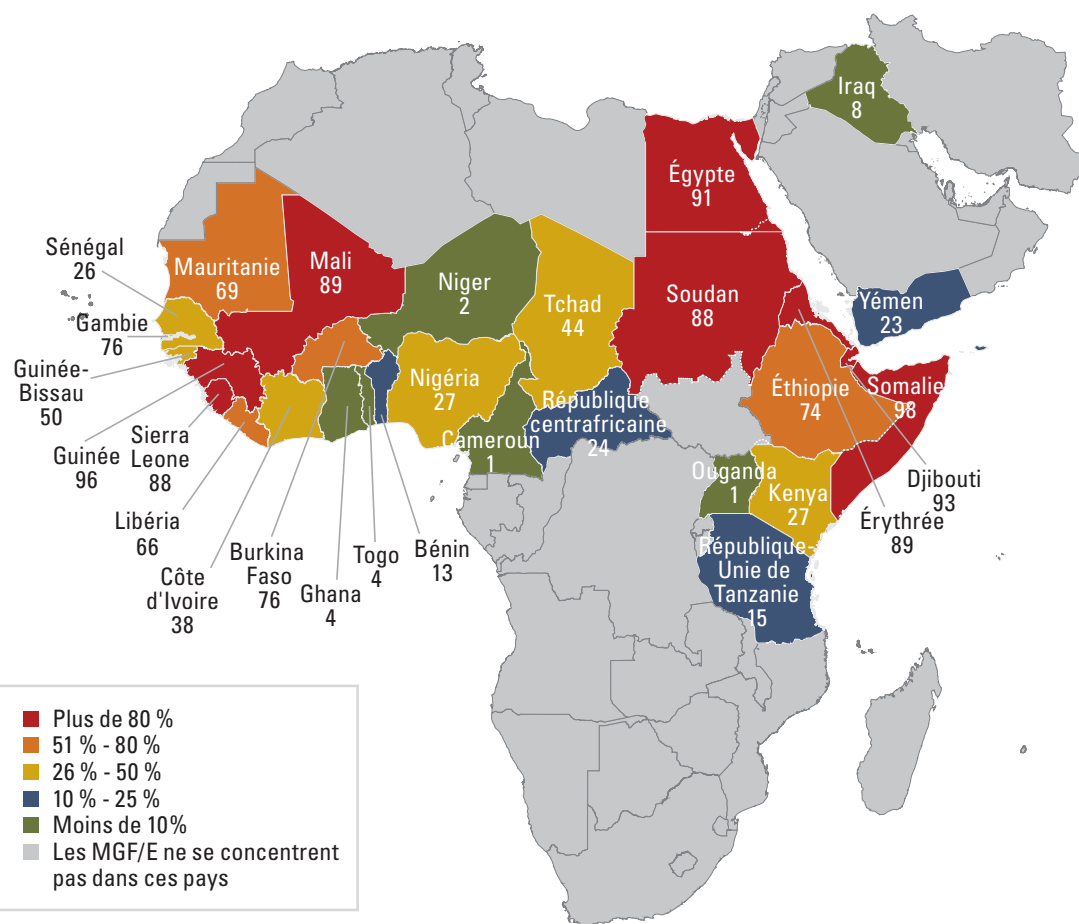 Iraq
8
Égypte
91
Sénégal
26
Mauritanie
69
Mali
89
Niger
2
Tchad
44
Soudan
88
Yémen
23
Gambie
76
Guinée-
Bissau
50
Nigéria
27
République
centrafricaine
24
Éthiopie
74
Somalie
98
Guinée
96
Sierra
Leone
88
Cameroun
1
Ouganda
1
Kenya
27
Djibouti
93
Érythrée
89
Libéria
66
Côte
d'Ivoire
38
Burkina
Faso
76
Ghana
4
Togo
4
Bénin
13
République-
Unie de
Tanzanie
15
Plus de 80 %
51 % - 80 %
26 % - 50 %
10 % - 25 %
Moins de 10%
Les MGF/E ne se concentrent
pas dans ces pays